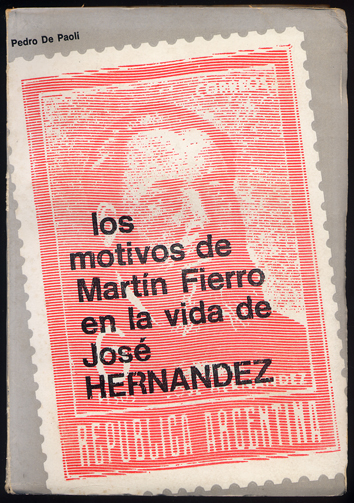 Pedro De Paoli
CORREOS
los
motivos de
Martín Fierro
en la vida de
José
HERNANDEZ
REPUBLICA ARGENTINA